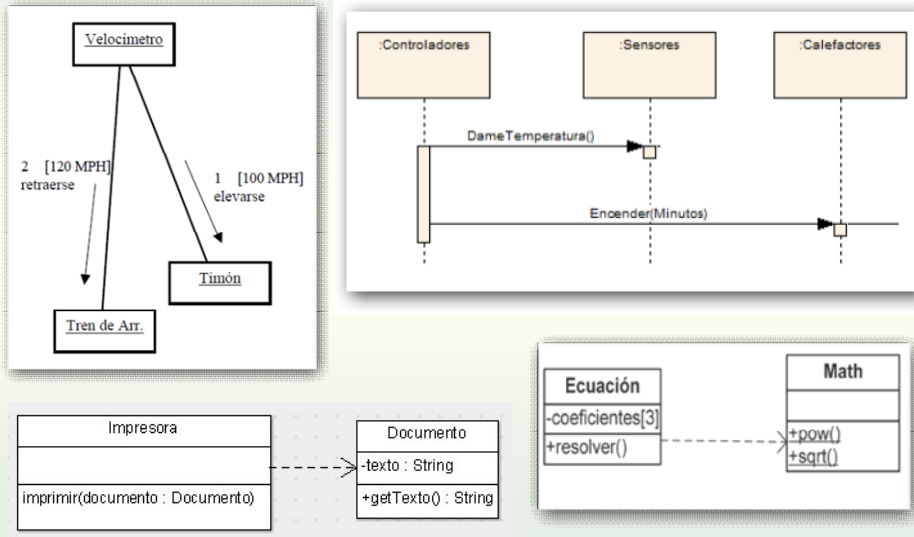 Velocímetro
2 [120 MPH]
retraerse
1 [100 MPH]
elevarse
Timón
Tren de Arr.
:Controladores
:Sensores
:Calefactores
DameTemperatura()
Encender(Minutos)
Impresora
imprimir(documento : Documento)
Documento
-texto : String
+getTexto() : String
Ecuación
-coeficientes[3]
+resolver()
Math
+pow()
+sqrt()